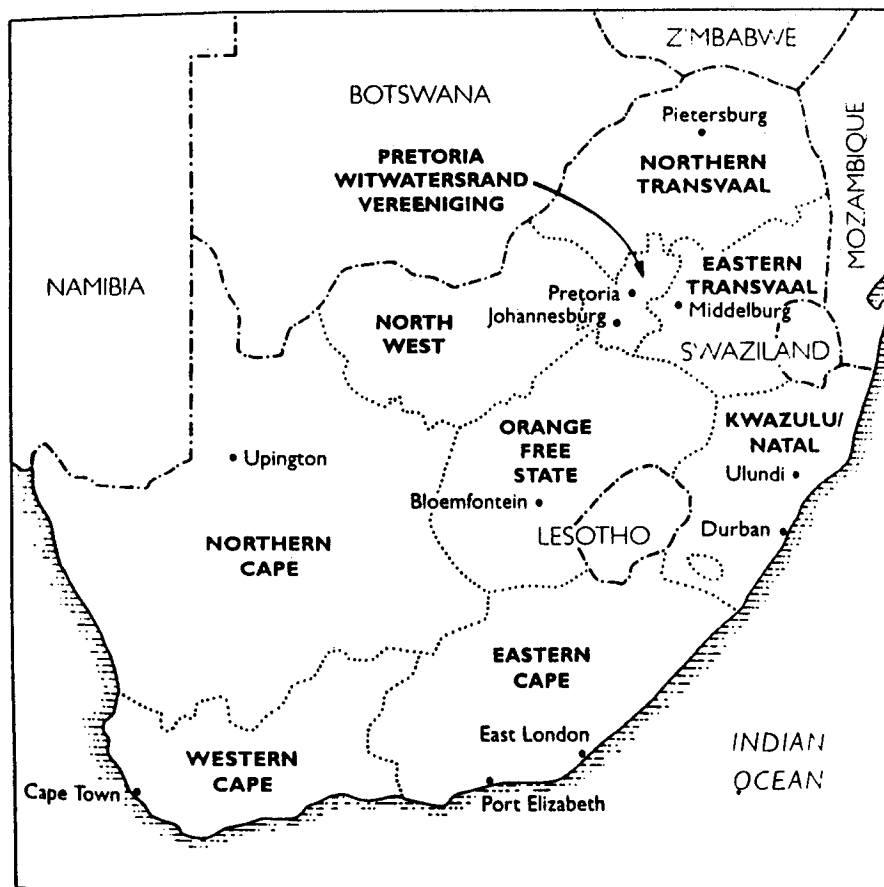 ZIMBABWE
BOTSWANA
Pietersburg
MOZAMBIQUE
PRETORIA
WITWATERSRAND
VEREENIGING
NORTHERN
TRANSVAAL
NAMIBIA
EASTERN
TRANSVAAL
Pretoria
Middelburg
Johannesburg
NORTH
WEST
SWAZILAND
ORANGE
FREE
STATE
KWAZULU/
NATAL
Upington
Ulundi
Bloemfontein
LESOTHO
Durban
NORTHERN
CAPE
EASTERN
CAPE
East London
WESTERN
CAPE
INDIAN
OCEAN
Cape Town
Port Elizabeth